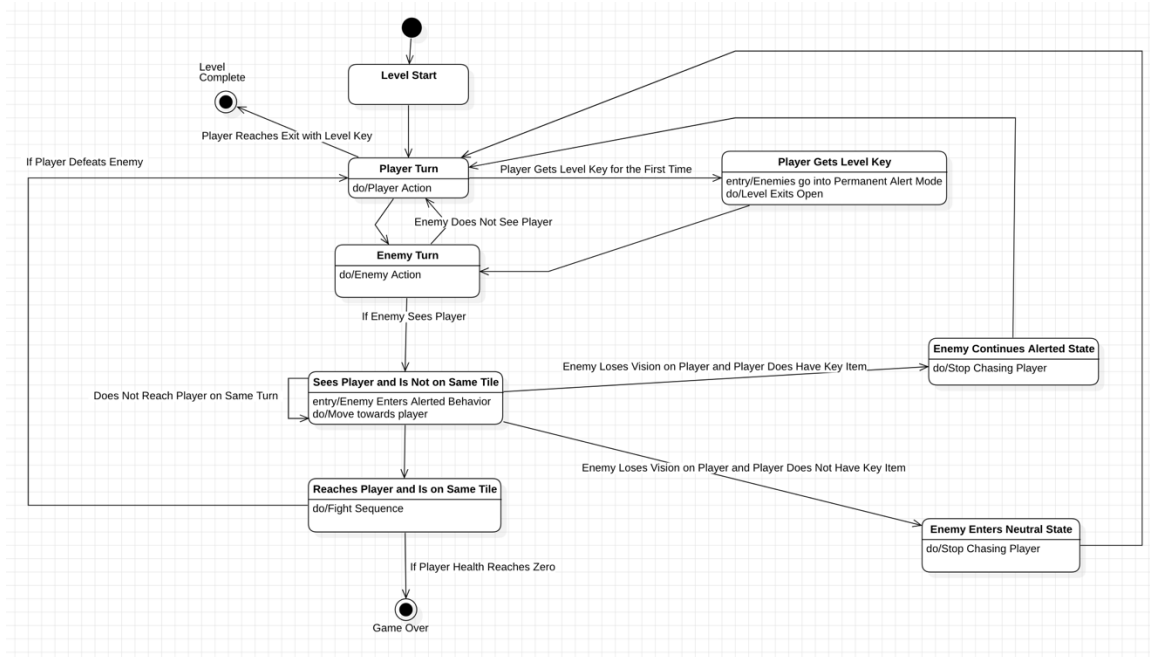 Level Start
Level
Complete
Player Reaches Exit with Level Key
If Player Defeats Enemy
Player Turn
do/Player Action
Player Gets Level Key for the First Time
Player Gets Level Key
entry/Enemies go into Permanent Alert Mode
do/Level Exits Open
Enemy Does Not See Player
Enemy Turn
do/Enemy Action
If Enemy Sees Player
Enemy Continues Alerted State
do/Stop Chasing Player
Enemy Loses Vision on Player and Player Does Have Key Item
Sees Player and Is Not on Same Tile
entry/Enemy Enters Alerted Behavior
do/Move towards player
Does Not Reach Player on Same Turn
Enemy Loses Vision on Player and Player Does Not Have Key Item
Reaches Player and Is on Same Tile
do/Fight Sequence
Enemy Enters Neutral State
do/Stop Chasing Player
If Player Health Reaches Zero
Game Over